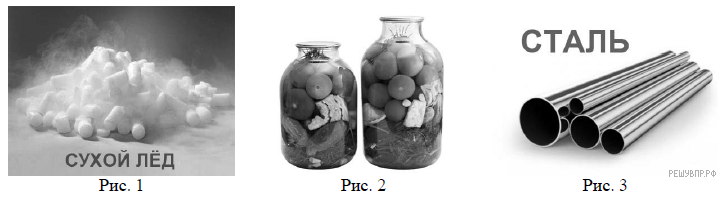 СУХОЙ ЛЁД
СТАЛЬ
РЕШУВПР.РФ
Рис. 1
Рис. 2
Рис. 3